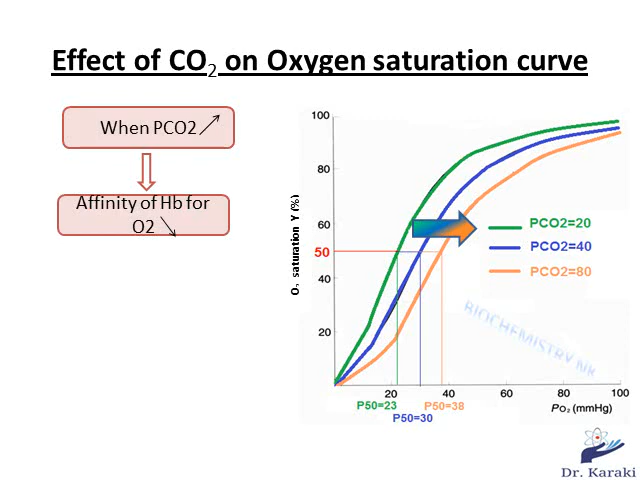 Effect of CO2 on Oxygen saturation curve
When PCO2
Affinity of Hb for
O2
100
80
60
50
40
20
O2 saturation Y (%)
PCO2=20
PCO2=40
PCO2=80
BIOCHEMISTRY NK
20 40 60 80 100
P50=23 P50=38 PO2 (mmHg)
P50=30
Dr. Karaki